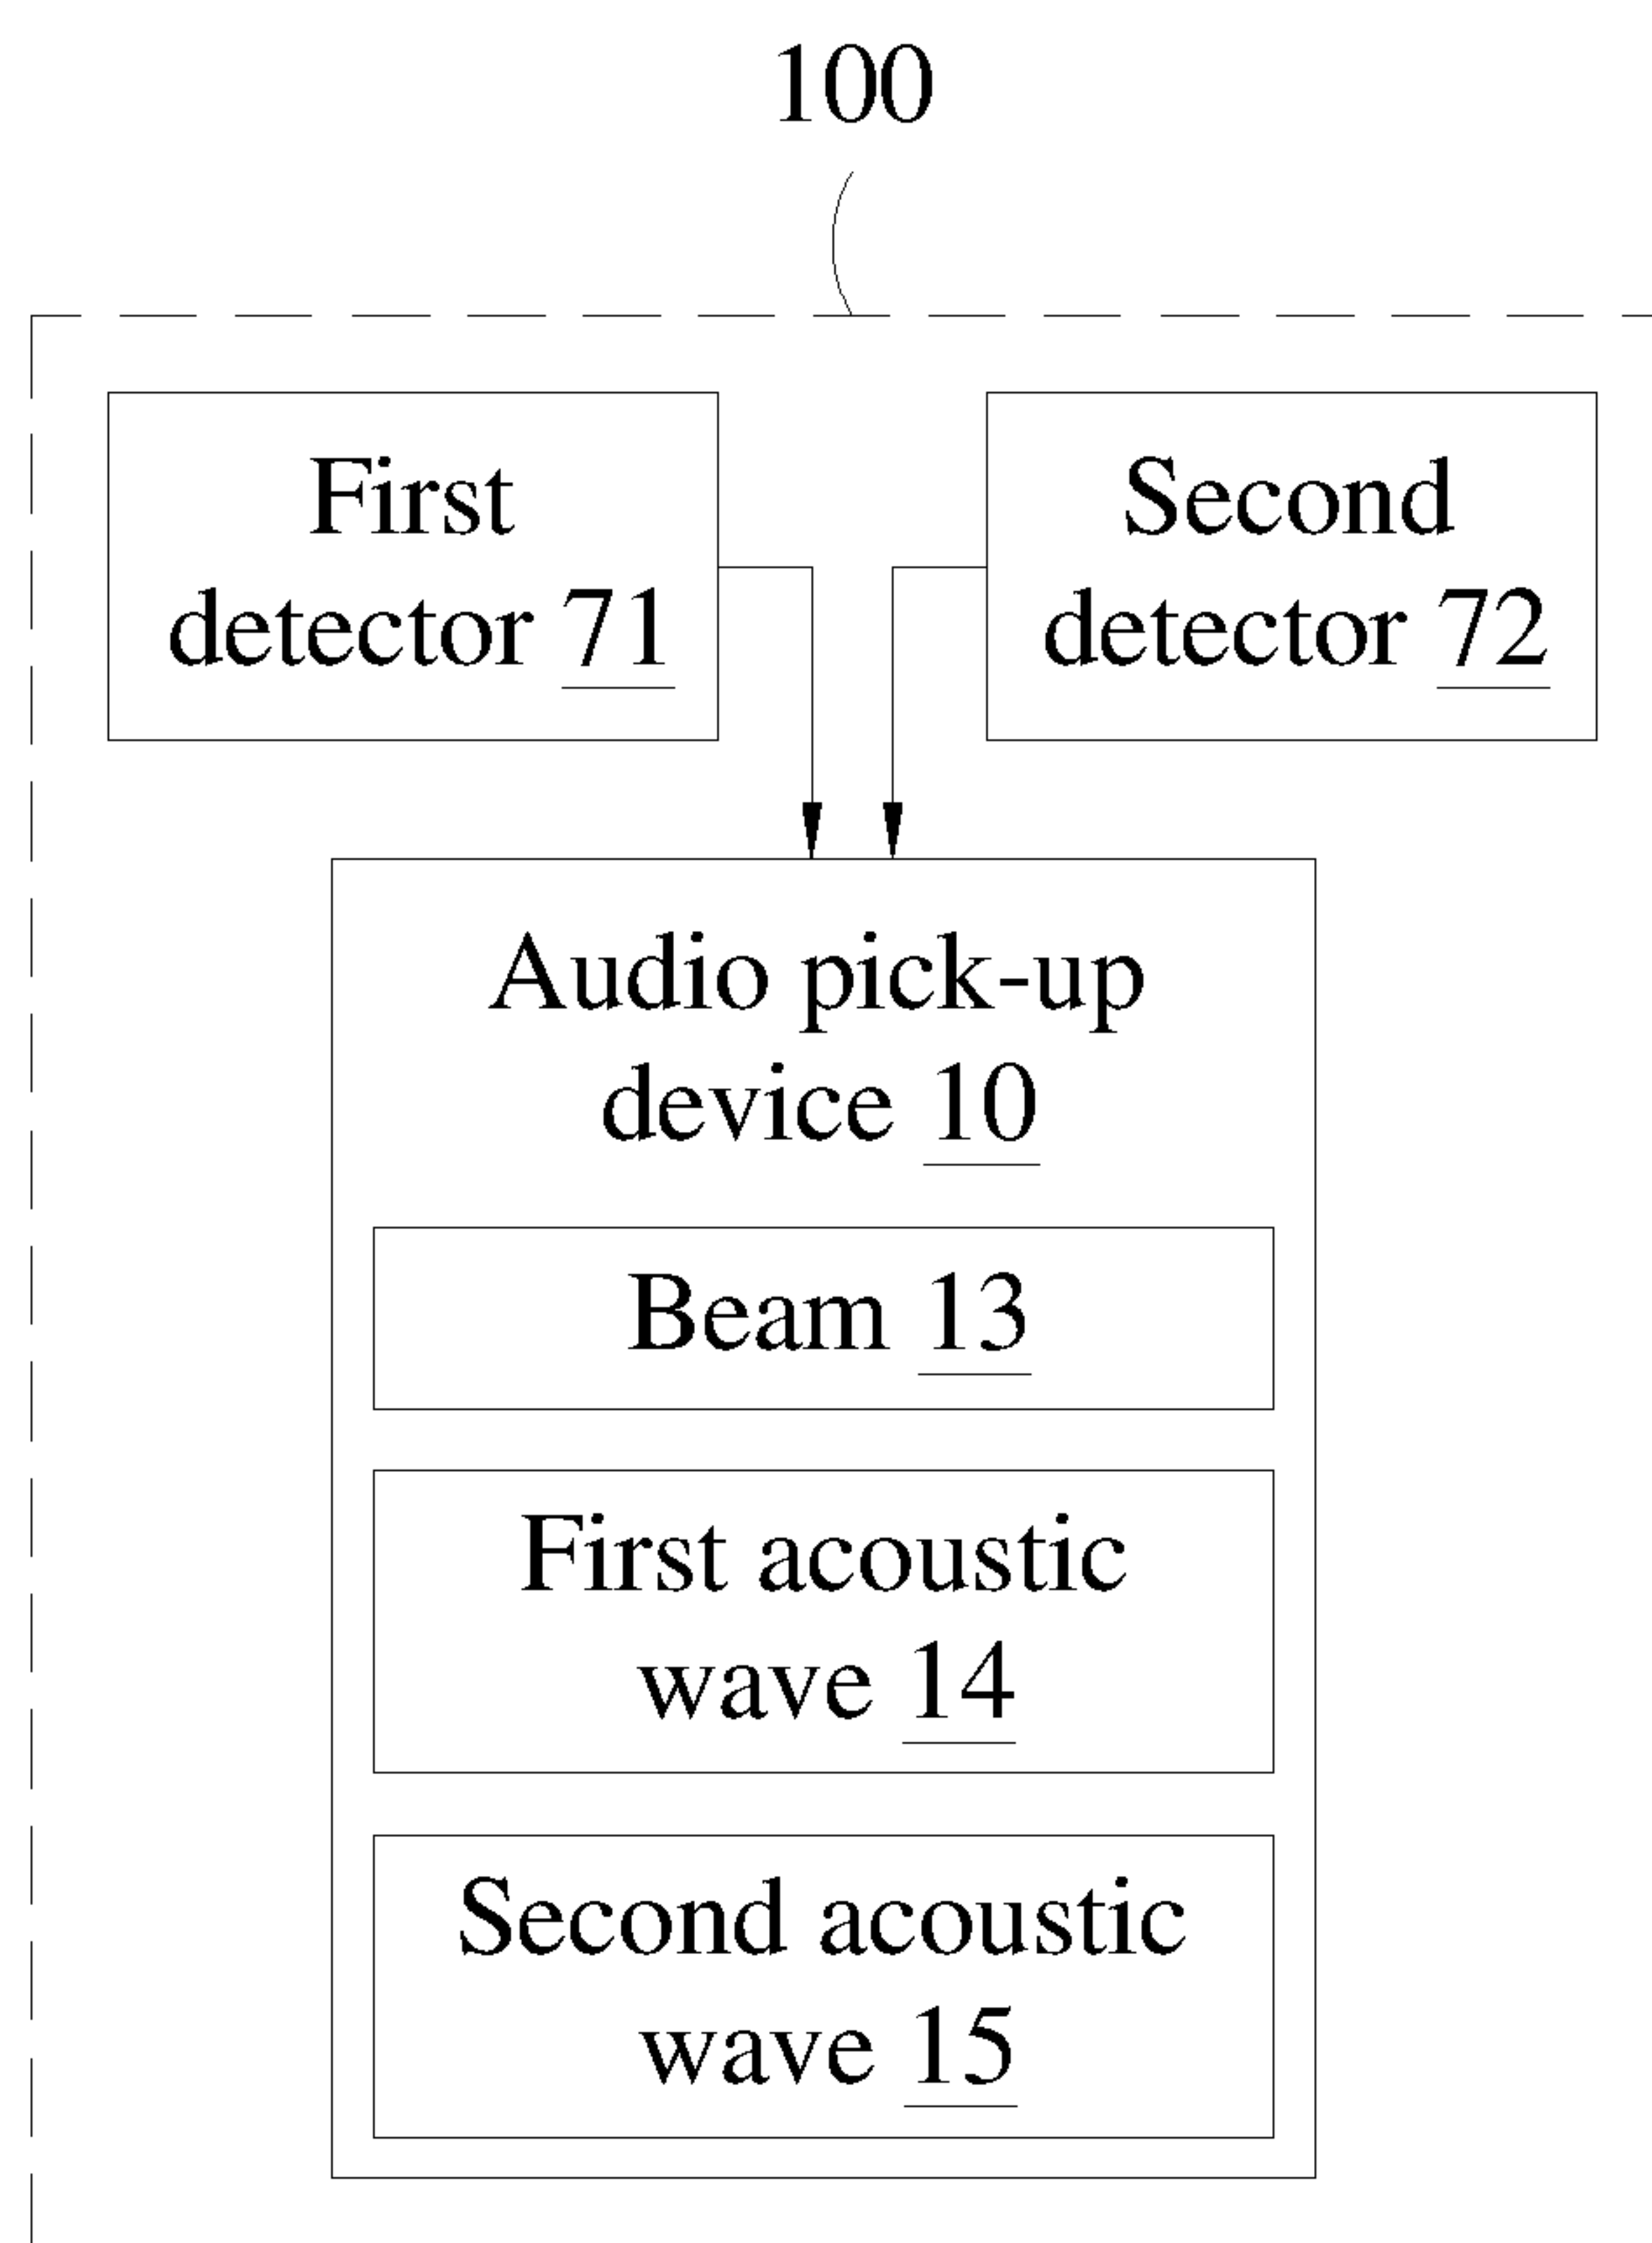 100
First
detector 71
Second
detector 72
Audio pick-up
device 10
Beam 13
First acoustic
wave 14
Second acoustic
wave 15